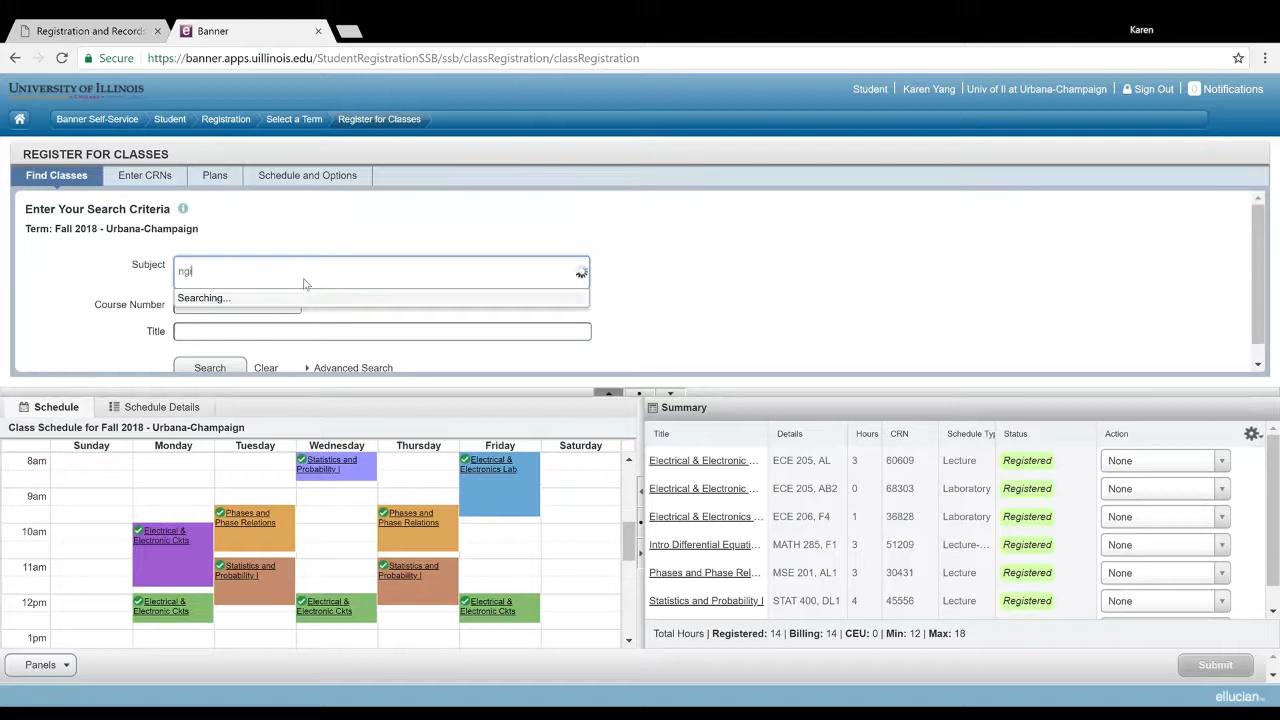 Registration and Records
Banner
Karen
Secure
https://banner.apps.uillinois.edu/StudentRegistrationSSB/ssb/classRegistration/classRegistration
UNIVERSITY OF ILLINOIS
Student
Karen Yang
Univ of Il at Urbana-Champaign
Sign Out
0 Notifications
Banner Self-Service
Student
Registration
Select a Term
Register for Classes
REGISTER FOR CLASSES
Find Classes
Enter CRNs
Plans
Schedule and Options
Enter Your Search Criteria
Term: Fall 2018 - Urbana-Champaign
Subject
ngi
Searching...
Course Number
Title
Search
Clear
Advanced Search
Schedule
Schedule Details
Class Schedule for Fall 2018 - Urbana-Champaign
Sunday Monday Tuesday Wednesday Thursday Friday Saturday
8am
Statistics and
Probability I
Electrical &
Electronics Lab
9am
Phases and
Phase Relations
Phases and
Phase Relations
10am
Electrical &
Electronic Ckts
11am
Statistics and
Probability I
Statistics and
Probability I
12pm
Electrical &
Electronic Ckts
Electrical &
Electronic Ckts
Electrical &
Electronic Ckts
1pm
Summary
Title Details Hours CRN Schedule Typ Status Action
Electrical & Electronic ... ECE 205, AL 3 60609 Lecture Registered None
Electrical & Electronic ... ECE 205, AB2 0 68303 Laboratory Registered None
Electrical & Electronics ... ECE 206, F4 1 36828 Laboratory Registered None
Intro Differential Equati... MATH 285, F1 3 51209 Lecture-... Registered None
Phases and Phase Rel... MSE 201, AL1 3 30431 Lecture Registered None
Statistics and Probability I STAT 400, DL1 4 45556 Lecture Registered None
Total Hours | Registered: 14 | Billing: 14 | CEU: 0 | Min: 12 | Max: 18
Panels
Submit
ellucian